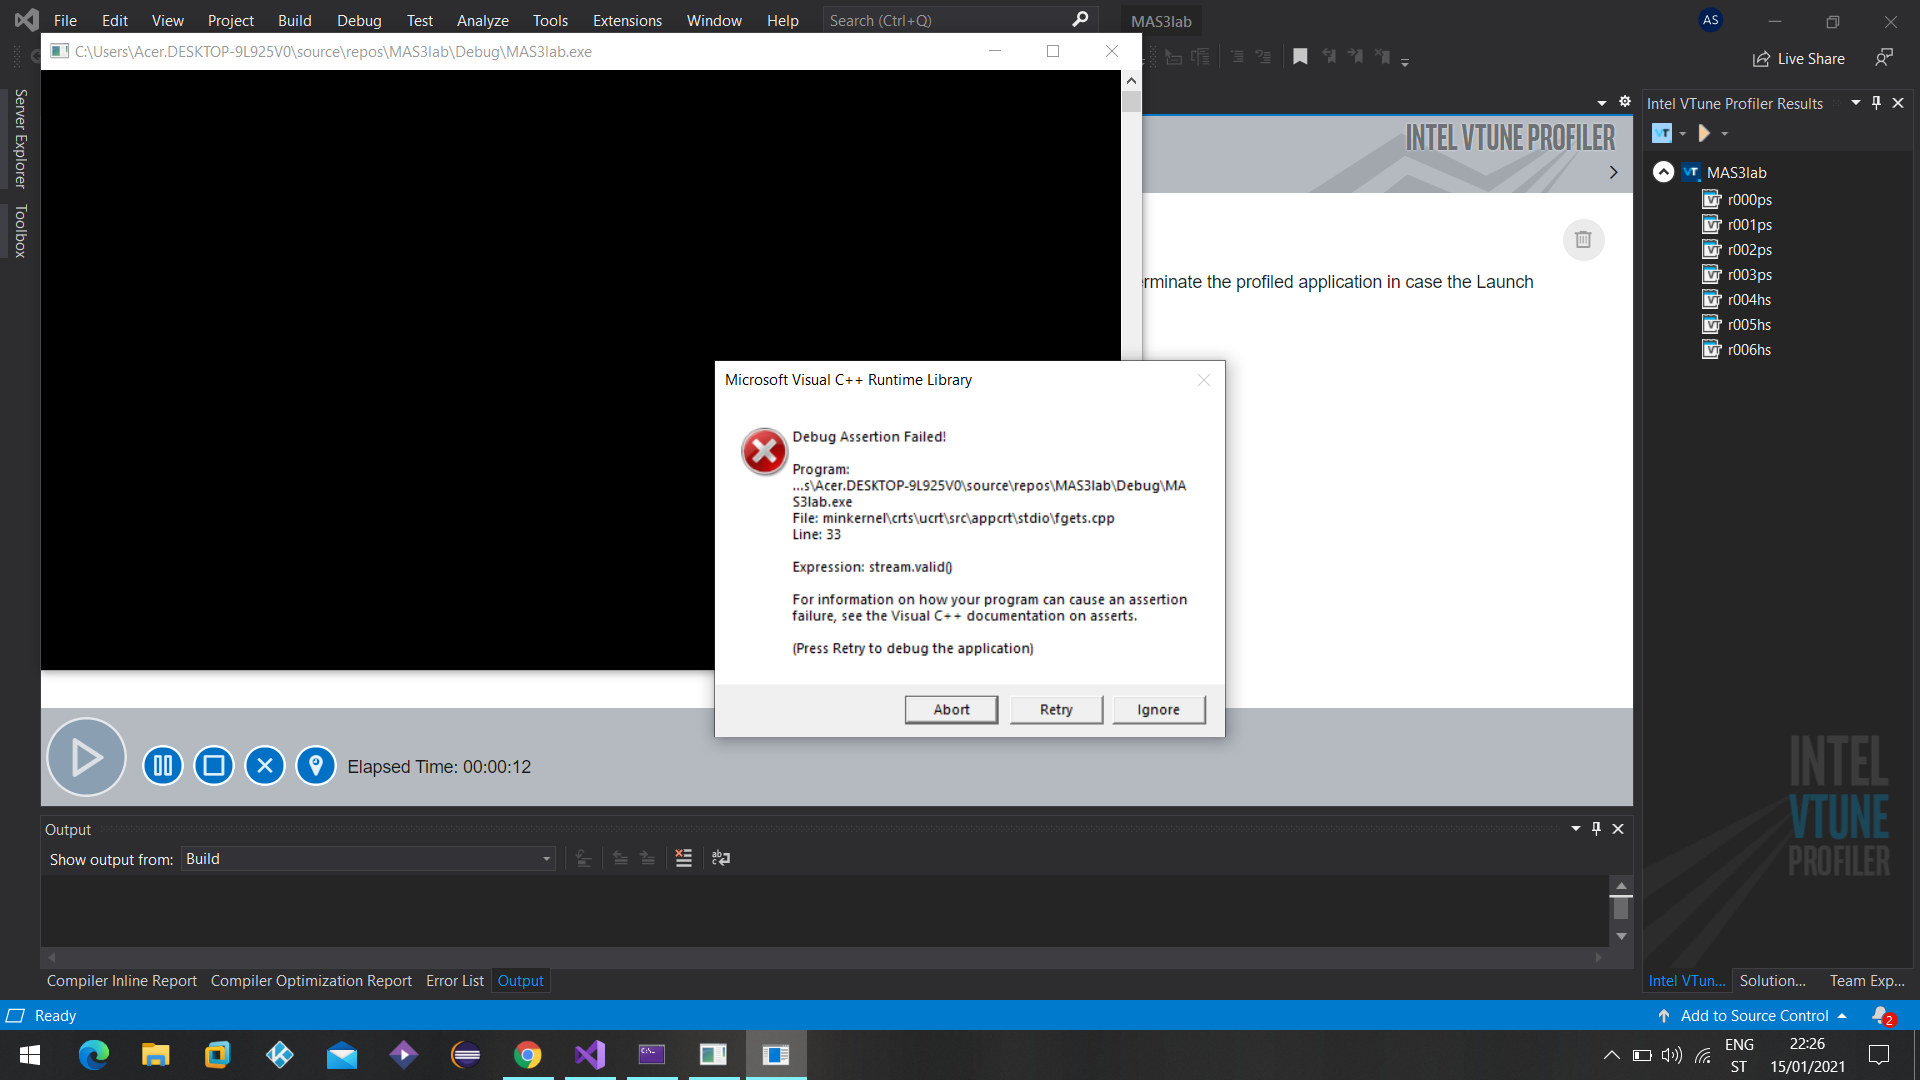 File Edit View Project Build Debug Test Analyze Tools Extensions Window Help Search (Ctrl+Q) MAS3lab AS
C:\Users\Acer.DESKTOP-9L925V0\source\repos\MAS3lab\Debug\MAS3lab.exe
Live Share
Server Explorer
Toolbox
Intel VTune Profiler Results
INTEL VTUNE PROFILER
VT
VT MAS3lab
r000ps
r001ps
r002ps
r003ps
r004hs
r005hs
r006hs
erminate the profiled application in case the Launch
Microsoft Visual C++ Runtime Library
Debug Assertion Failed!
Program:
...s\Acer.DESKTOP-9L925V0\source\repos\MAS3lab\Debug\MA
S3lab.exe
File: minkernel\crts\ucrt\src\appcrt\stdio\fgets.cpp
Line: 33
Expression: stream.valid()
For information on how your program can cause an assertion
failure, see the Visual C++ documentation on asserts.
(Press Retry to debug the application)
Abort Retry Ignore
Elapsed Time: 00:00:12
INTEL
VTUNE
PROFILER
Output
Show output from: Build
Compiler Inline Report Compiler Optimization Report Error List Output
Intel VTun... Solution... Team Exp...
Ready
Add to Source Control 2
ENG
ST
22:26
15/01/2021